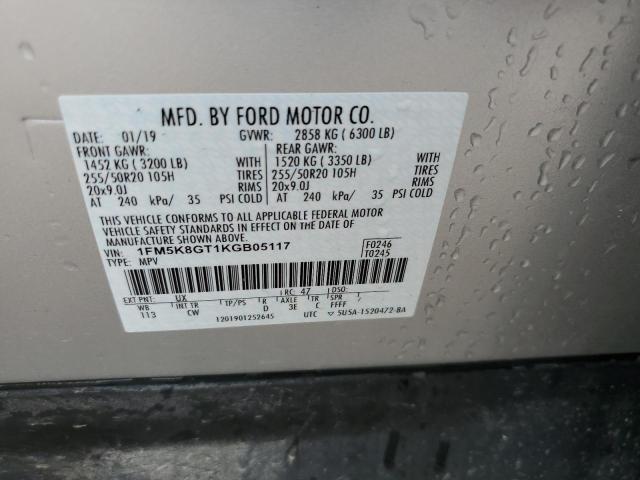 MFD. BY FORD MOTOR CO.
DATE: 01/19 GVWR: 2858 KG ( 6300 LB)
FRONT GAWR: REAR GAWR:
1452 KG ( 3200 LB) WITH 1520 KG ( 3350 LB) WITH
255/50R20 105H TIRES 255/50R20 105H TIRES
20x9.0J RIMS 20x9.0J RIMS
AT 240 kPa/ 35 PSI COLD AT 240 kPa/ 35 PSI COLD
THIS VEHICLE CONFORMS TO ALL APPLICABLE FEDERAL MOTOR
VEHICLE SAFETY STANDARDS IN EFFECT ON THE DATE OF
MANUFACTURE SHOWN ABOVE.
VIN: 1FM5K8GT1KGB05117 F0246
TYPE: MPV T0245
EXT PNT: UX RC: 47 DSO:
WB INT TR TP/PS R AXLE TR SPR
113 CW D 3E C FFFF
1201901252645 UTC ▽ 5U5A-1520472-BA